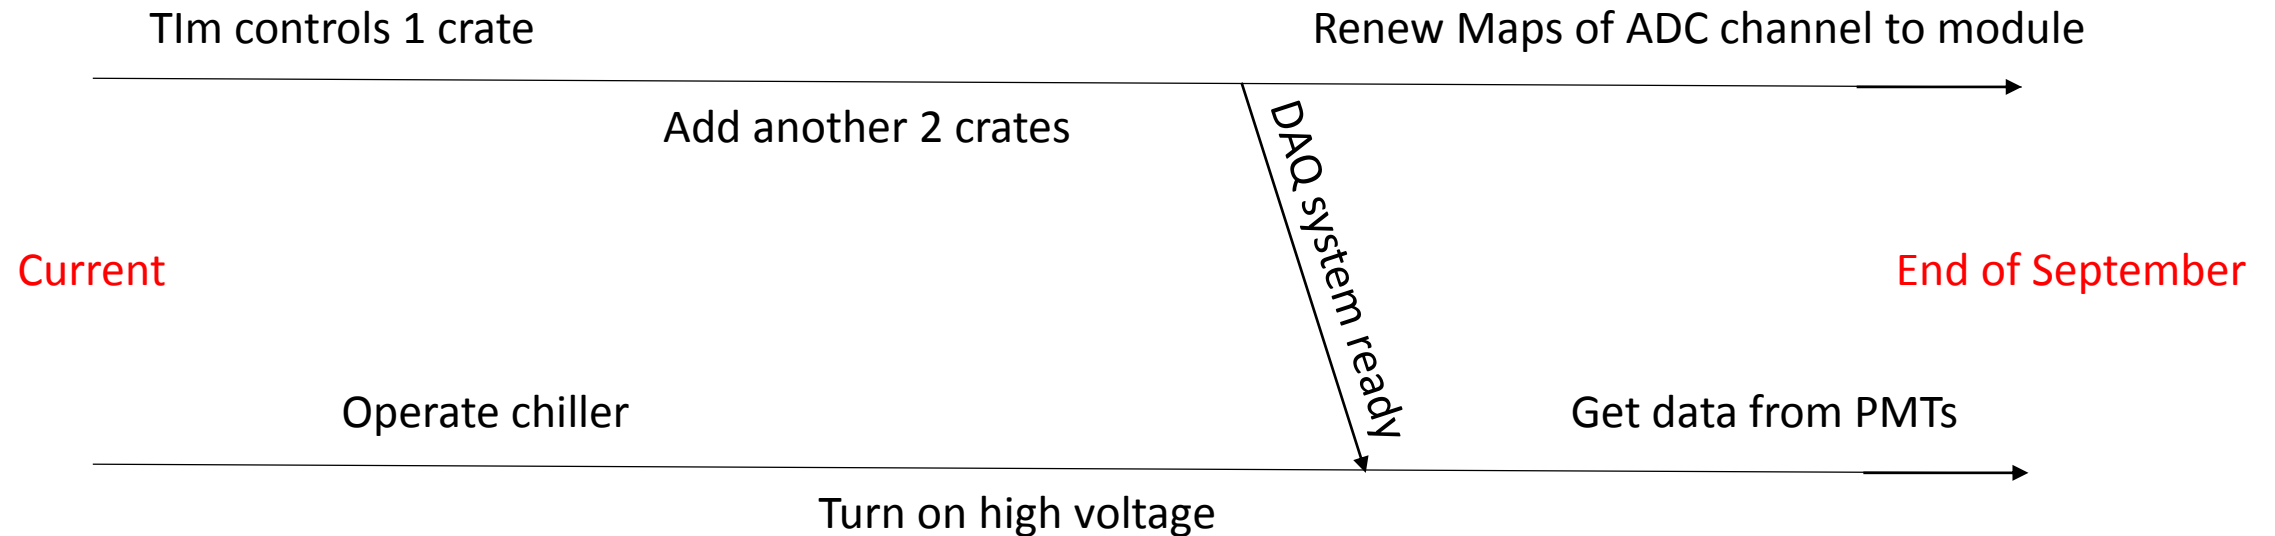 TIm controls 1 crate
Renew Maps of ADC channel to module
Add another 2 crates
DAQ system ready
Current
End of September
Operate chiller
Get data from PMTs
Turn on high voltage